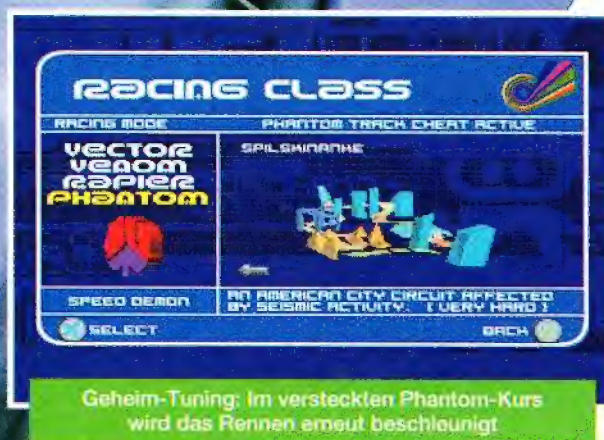 RACING CLASS
RACING MODE
PHANTOM TRACK CHEAT ACTIVE
VECTOR
VENOM
RAPIER
PHANTOM
SPILSKINANKE
SPEED DEMON
AN AMERICAN CITY CIRCUIT AFFECTED
BY SEISMIC ACTIVITY. [VERY HARD]
SELECT
BACK
Geheim-Tuning: Im versteckten Phantom-Kurs
wird das Rennen erneut beschleunigt